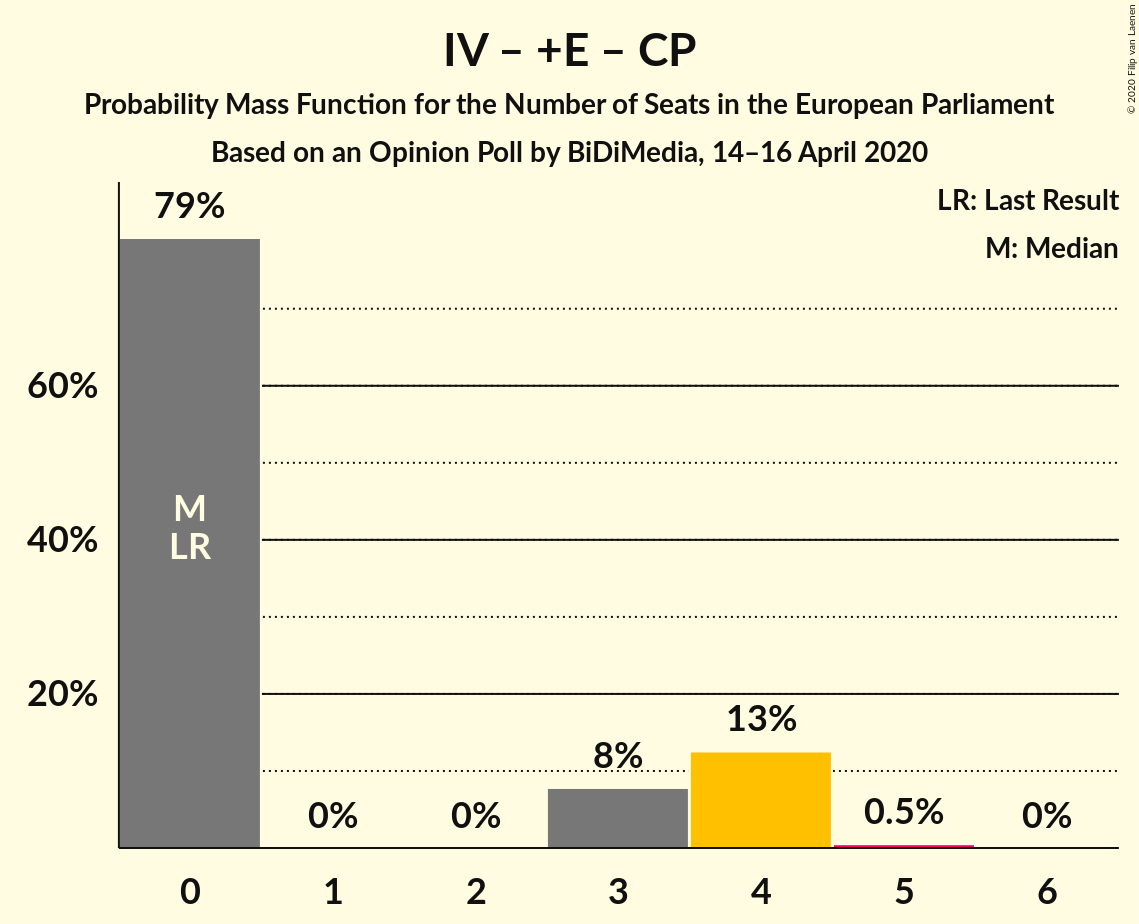 IV – +E – CP
Probability Mass Function for the Number of Seats in the European Parliament
Based on an Opinion Poll by BiDiMedia, 14–16 April 2020
© 2020 Filip van Laenen
LR: Last Result
M: Median
79%
60%
40%
20%
M
LR
0%
0%
8%
13%
0.5%
0%
0
1
2
3
4
5
6